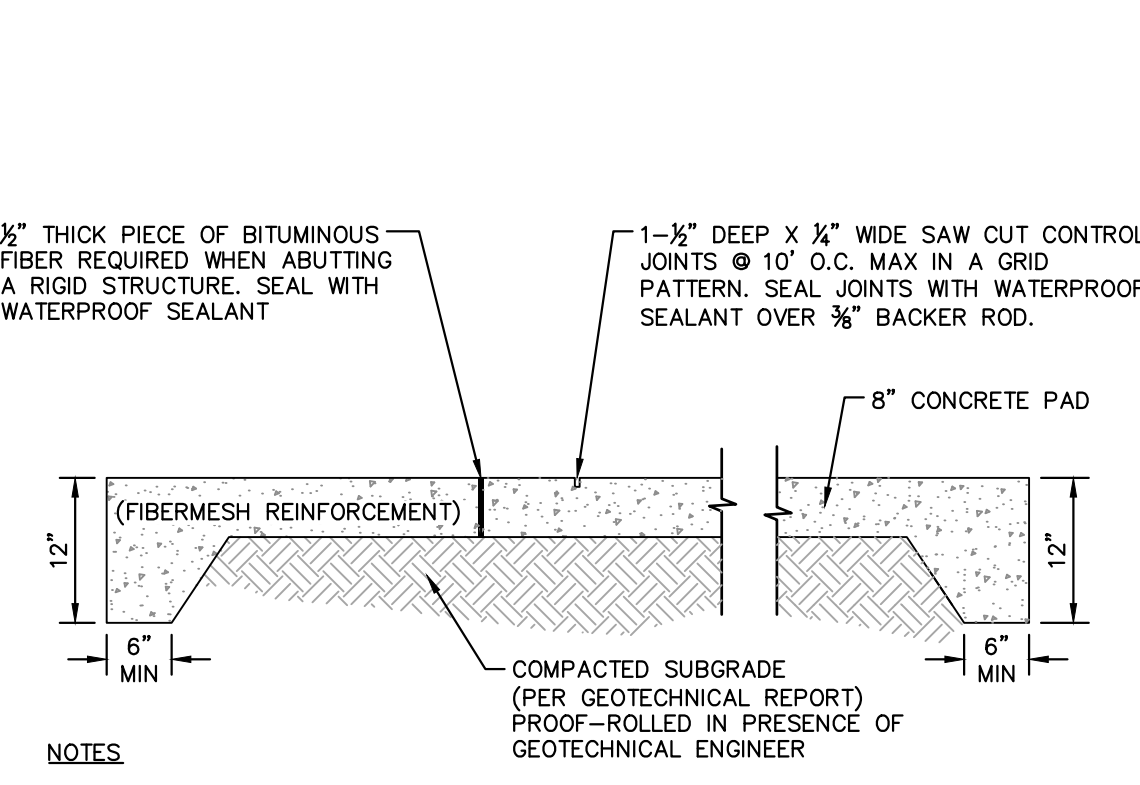 ½" THICK PIECE OF BITUMINOUS
FIBER REQUIRED WHEN ABUTTING
A RIGID STRUCTURE. SEAL WITH
WATERPROOF SEALANT
1–½" DEEP X ¼" WIDE SAW CUT CONTROL
JOINTS @ 10' O.C. MAX IN A GRID
PATTERN. SEAL JOINTS WITH WATERPROOF
SEALANT OVER ⅜" BACKER ROD.
8" CONCRETE PAD
(FIBERMESH REINFORCEMENT)
12"
12"
6"
MIN
6"
MIN
COMPACTED SUBGRADE
(PER GEOTECHNICAL REPORT)
PROOF–ROLLED IN PRESENCE OF
GEOTECHNICAL ENGINEER
NOTES